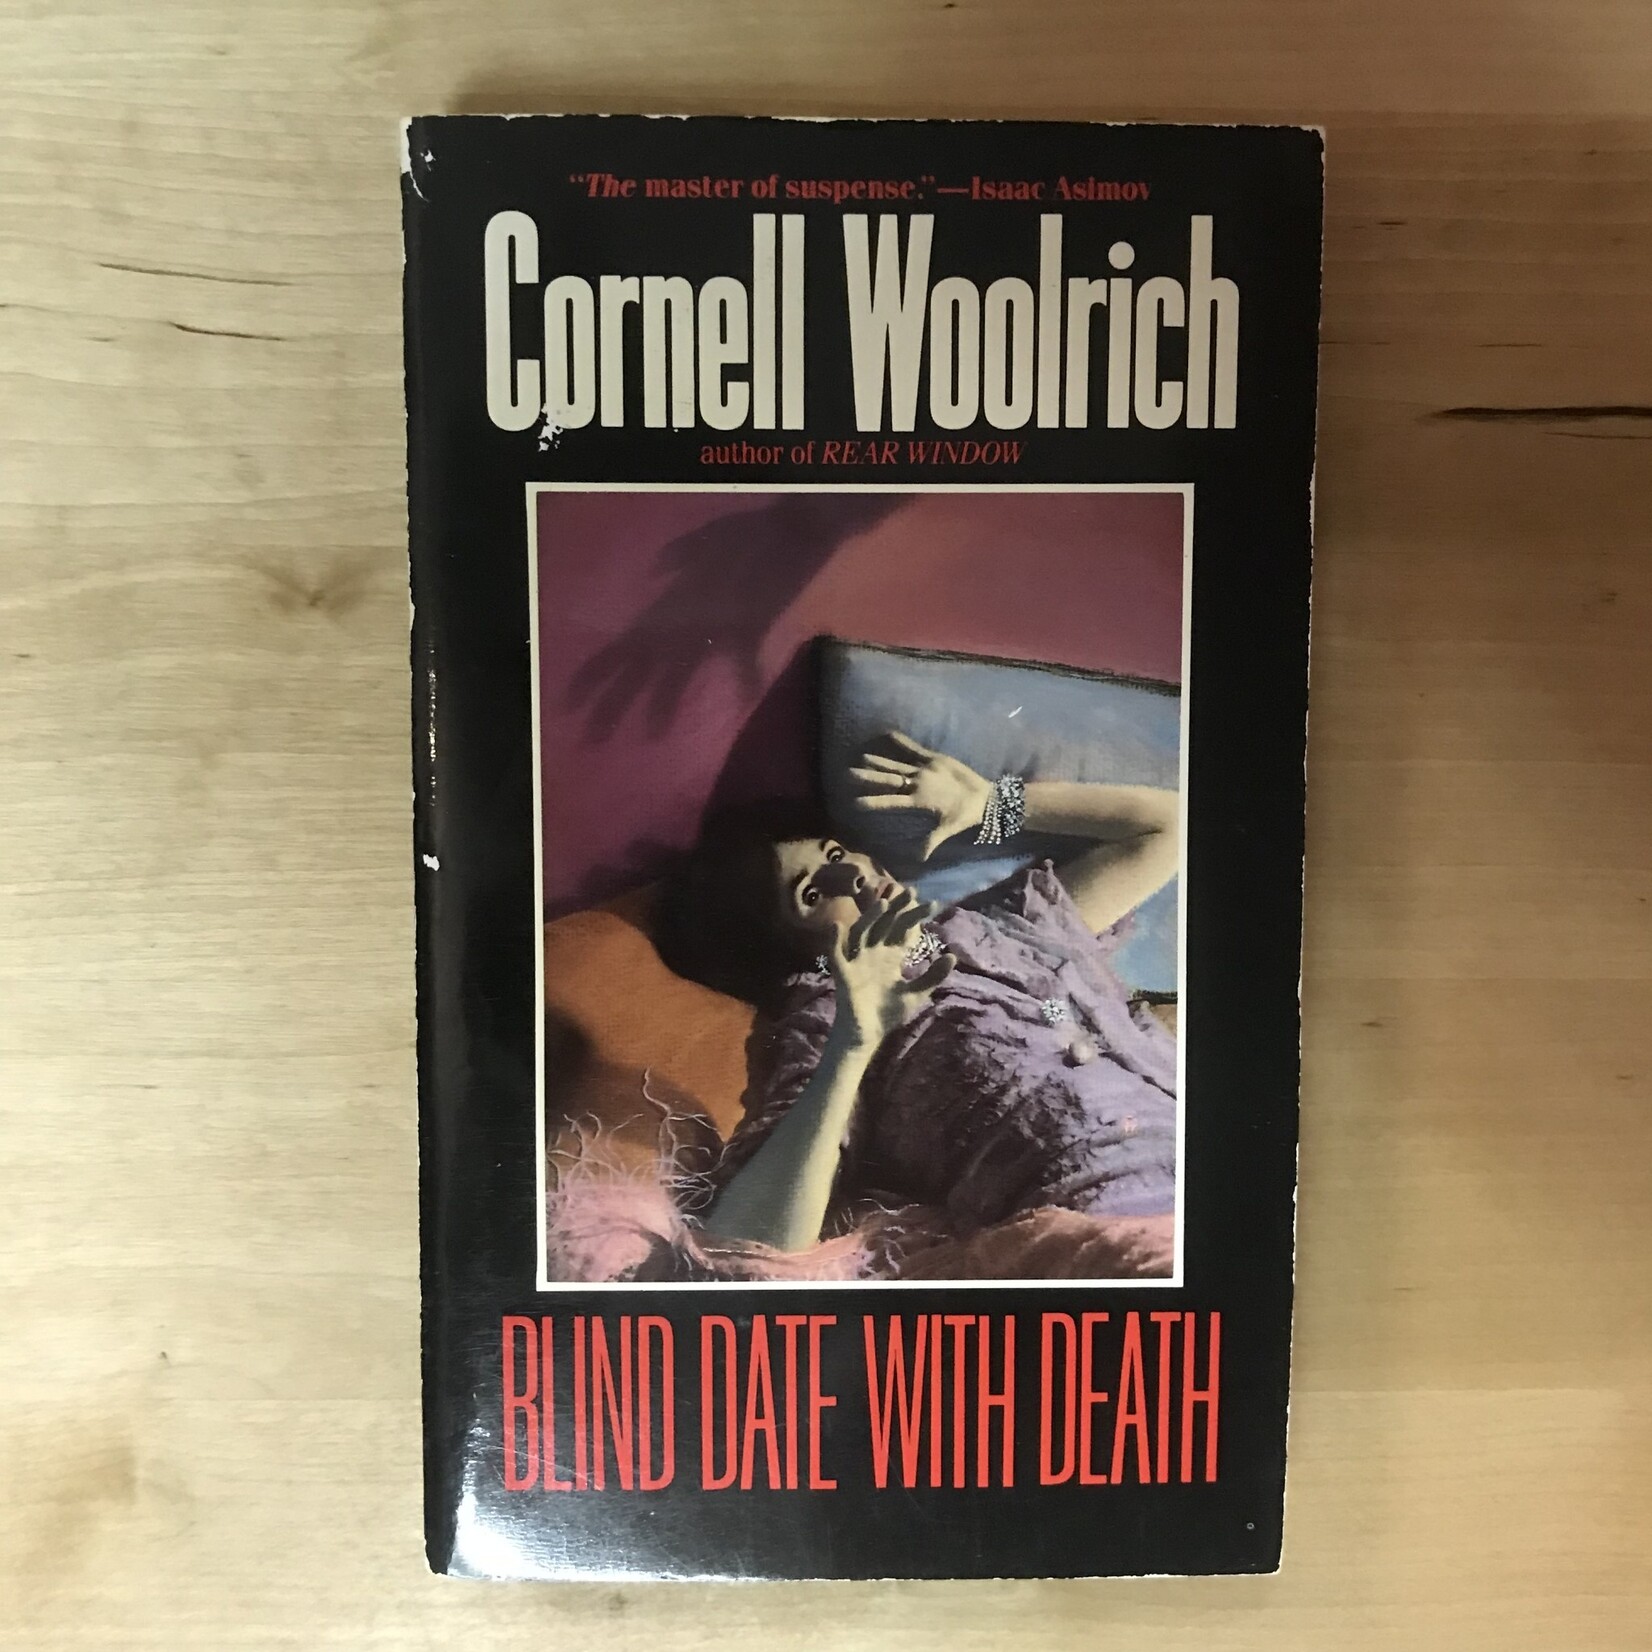 “The master of suspense.”—Isaac Asimov
Cornell Woolrich
author of REAR WINDOW
BLIND DATE WITH DEATH